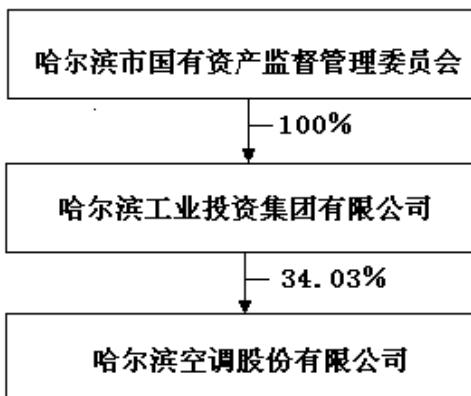 哈尔滨市国有资产监督管理委员会
100%
哈尔滨工业投资集团有限公司
34.03%
哈尔滨空调股份有限公司